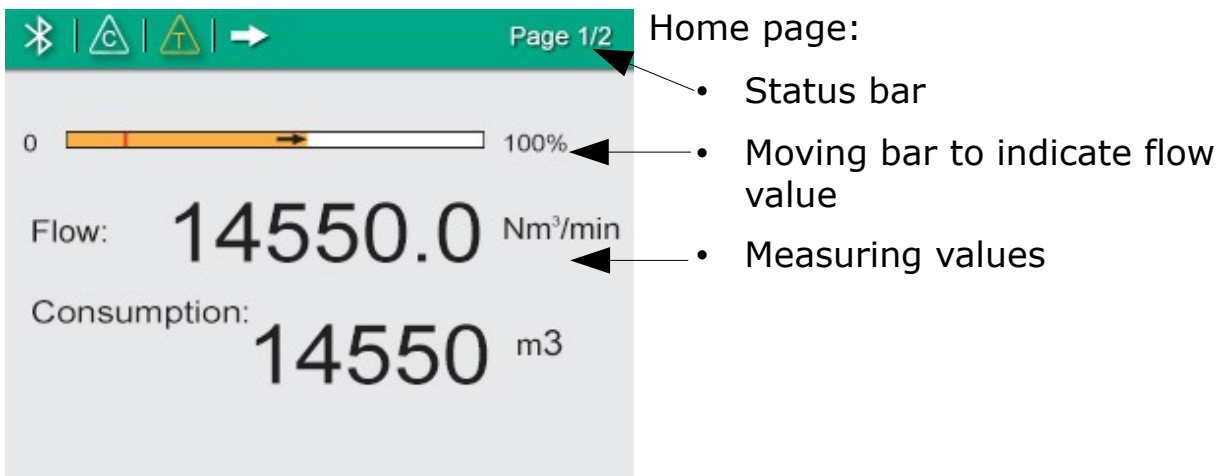 C T Page 1/2
0 100%
Flow: 14550.0 Nm³/min
Consumption:
14550 m3
Home page:
• Status bar
• Moving bar to indicate flow
value
• Measuring values